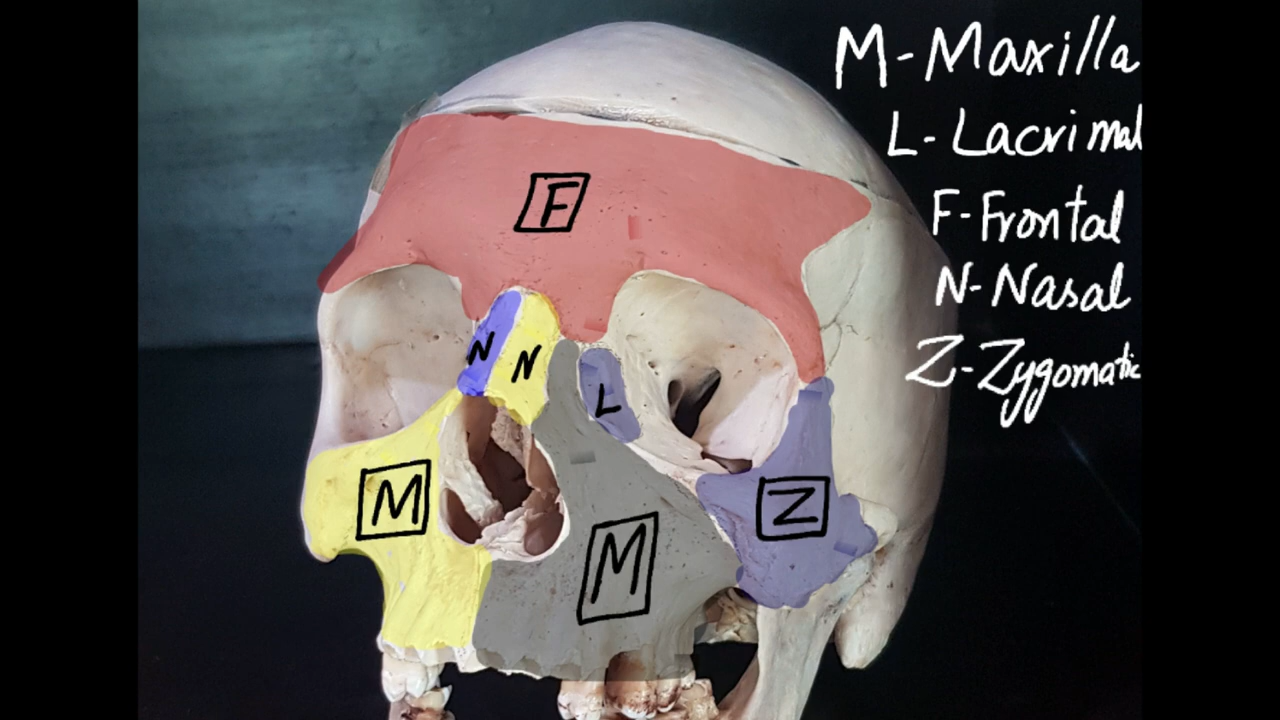 M-Maxilla
L-Lacrimal
F-Frontal
N-Nasal
Z-Zygomatic
F
N
N
L
M
Z
M